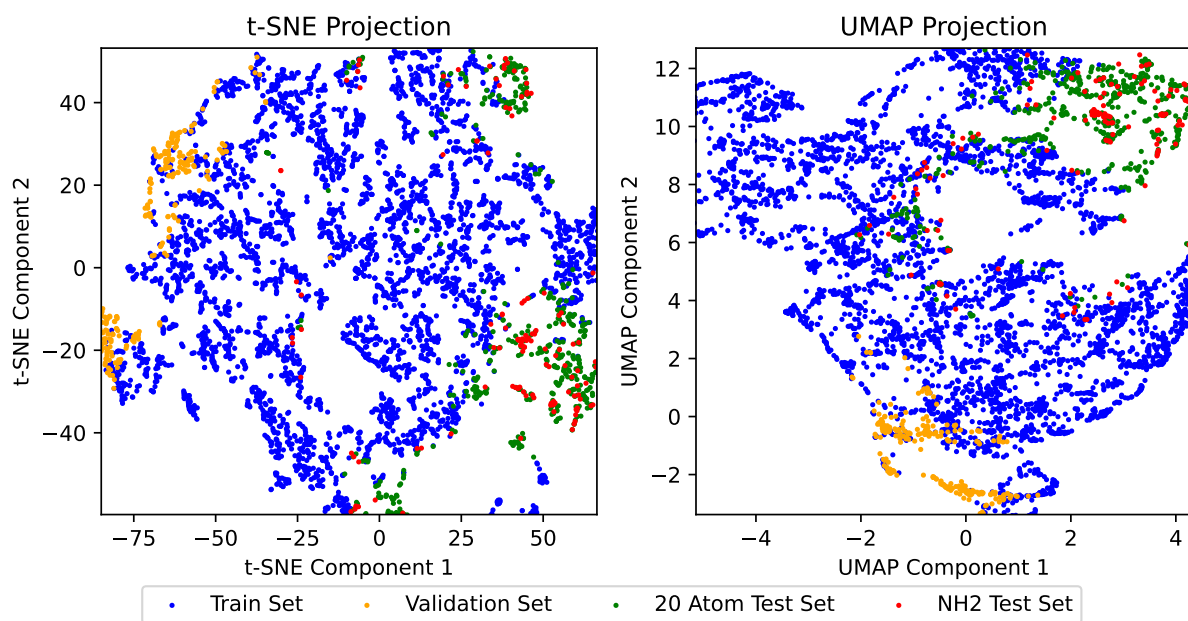 t-SNE Projection
t-SNE Component 2
40
20
0
−20
−40
−75
−50
−25
0
25
50
t-SNE Component 1
UMAP Projection
UMAP Component 2
12
10
8
6
4
2
0
−2
−4
−2
0
2
4
UMAP Component 1
Train Set
Validation Set
20 Atom Test Set
NH2 Test Set